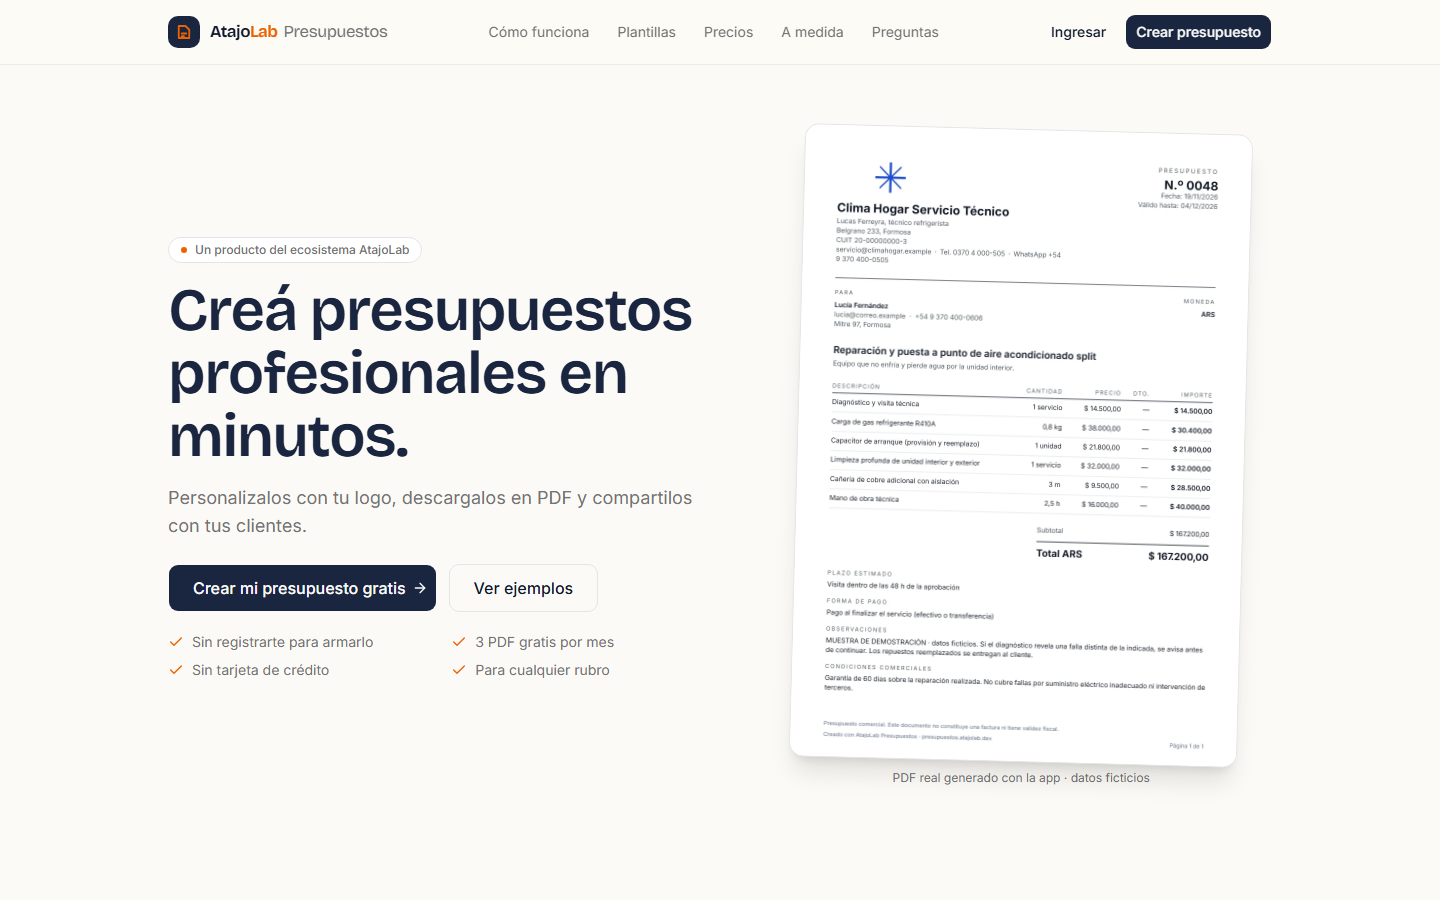 AtajoLab Presupuestos
Cómo funciona
Plantillas
Precios
A medida
Preguntas
Ingresar
Crear presupuesto
Un producto del ecosistema AtajoLab
Creá presupuestos
profesionales en
minutos.
Personalizalos con tu logo, descargalos en PDF y compartilos
con tus clientes.
Crear mi presupuesto gratis →
Ver ejemplos
Sin registrarte para armarlo
3 PDF gratis por mes
Sin tarjeta de crédito
Para cualquier rubro
PRESUPUESTO
N.º 0048
Fecha: 19/11/2026
Válido hasta: 04/12/2026
Clima Hogar Servicio Técnico
Lucas Ferreyra, técnico refrigerista
Belgrano 233, Formosa
CUIT 20-00000000-3
servicio@climahogar.example · Tel. 0370 4 000-505 · WhatsApp +54
9 370 400-0505
PARA
Lucía Fernández
lucia@correo.example · +54 9 370 400-0606
Mitre 97, Formosa
MONEDA
ARS
Reparación y puesta a punto de aire acondicionado split
Equipo que no enfría y pierde agua por la unidad interior.
DESCRIPCIÓN CANTIDAD PRECIO DTO. IMPORTE
Diagnóstico y visita técnica 1 servicio $ 14.500,00 — $ 14.500,00
Carga de gas refrigerante R410A 0,8 kg $ 38.000,00 — $ 30.400,00
Capacitor de arranque (provisión y reemplazo) 1 unidad $ 21.800,00 — $ 21.800,00
Limpieza profunda de unidad interior y exterior 1 servicio $ 32.000,00 — $ 32.000,00
Cañería de cobre adicional con aislación 3 m $ 9.500,00 — $ 28.500,00
Mano de obra técnica 2,5 h $ 16.000,00 — $ 40.000,00
Subtotal $ 167.200,00
Total ARS $ 167.200,00
PLAZO ESTIMADO
Visita dentro de las 48 h de la aprobación
FORMA DE PAGO
Pago al finalizar el servicio (efectivo o transferencia)
OBSERVACIONES
MUESTRA DE DEMOSTRACIÓN · datos ficticios. Si el diagnóstico revela una falla distinta de la indicada, se avisa antes
de continuar. Los repuestos reemplazados se entregan al cliente.
CONDICIONES COMERCIALES
Garantía de 60 días sobre la reparación realizada. No cubre fallas por suministro eléctrico inadecuado ni intervención de
terceros.
Presupuesto comercial. Este documento no constituye una factura ni tiene validez fiscal.
Creado con AtajoLab Presupuestos · presupuestos.atajolab.dev
Página 1 de 1
PDF real generado con la app · datos ficticios